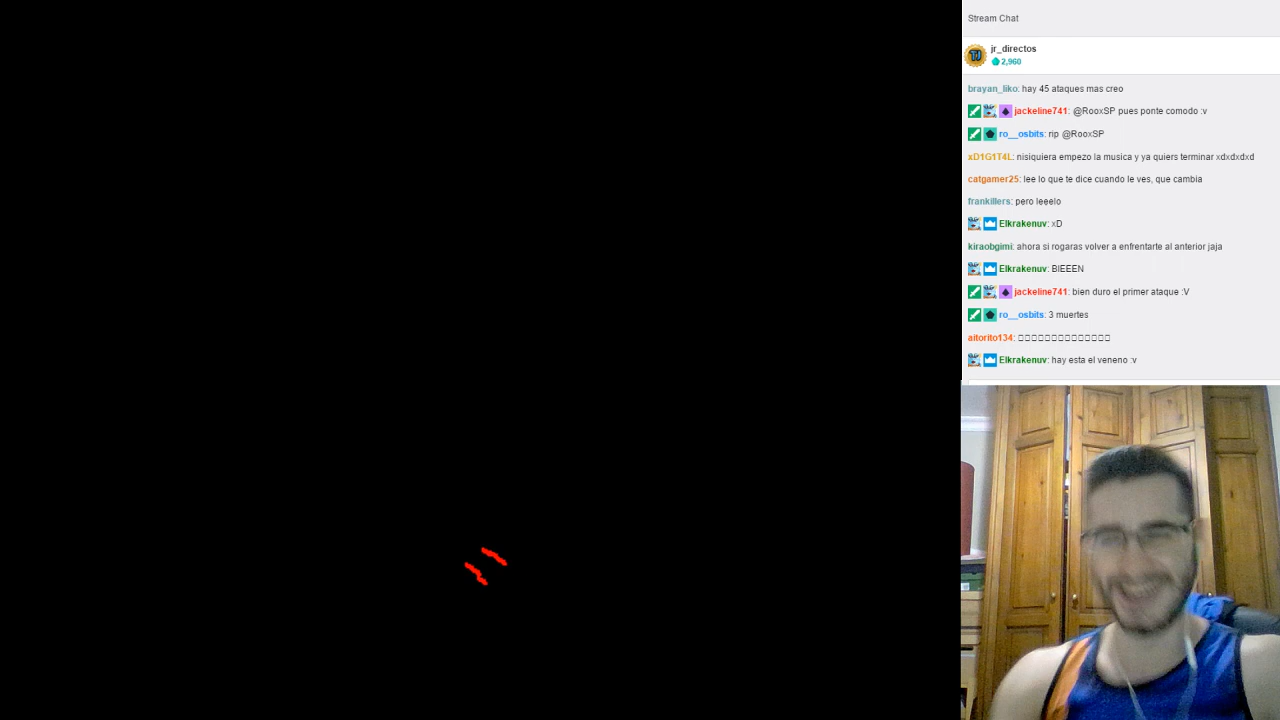 Stream Chat
jr_directos
2,960
brayan_liko: hay 45 ataques mas creo
jackeline741: @RooxSP pues ponte comodo :v
ro__osbits: rip @RooxSP
xD1G1T4L: nisiquiera empezo la musica y ya quiers terminar xdxdxdxd
catgamer25: lee lo que te dice cuando le ves, que cambia
frankillers: pero leeelo
Elkrakenuv: xD
kiraobgimi: ahora si rogaras volver a enfrentarte al anterior jaja
Elkrakenuv: BIEEEN
jackeline741: bien duro el primer ataque :V
ro__osbits: 3 muertes
aitorito134:
Elkrakenuv: hay esta el veneno :v